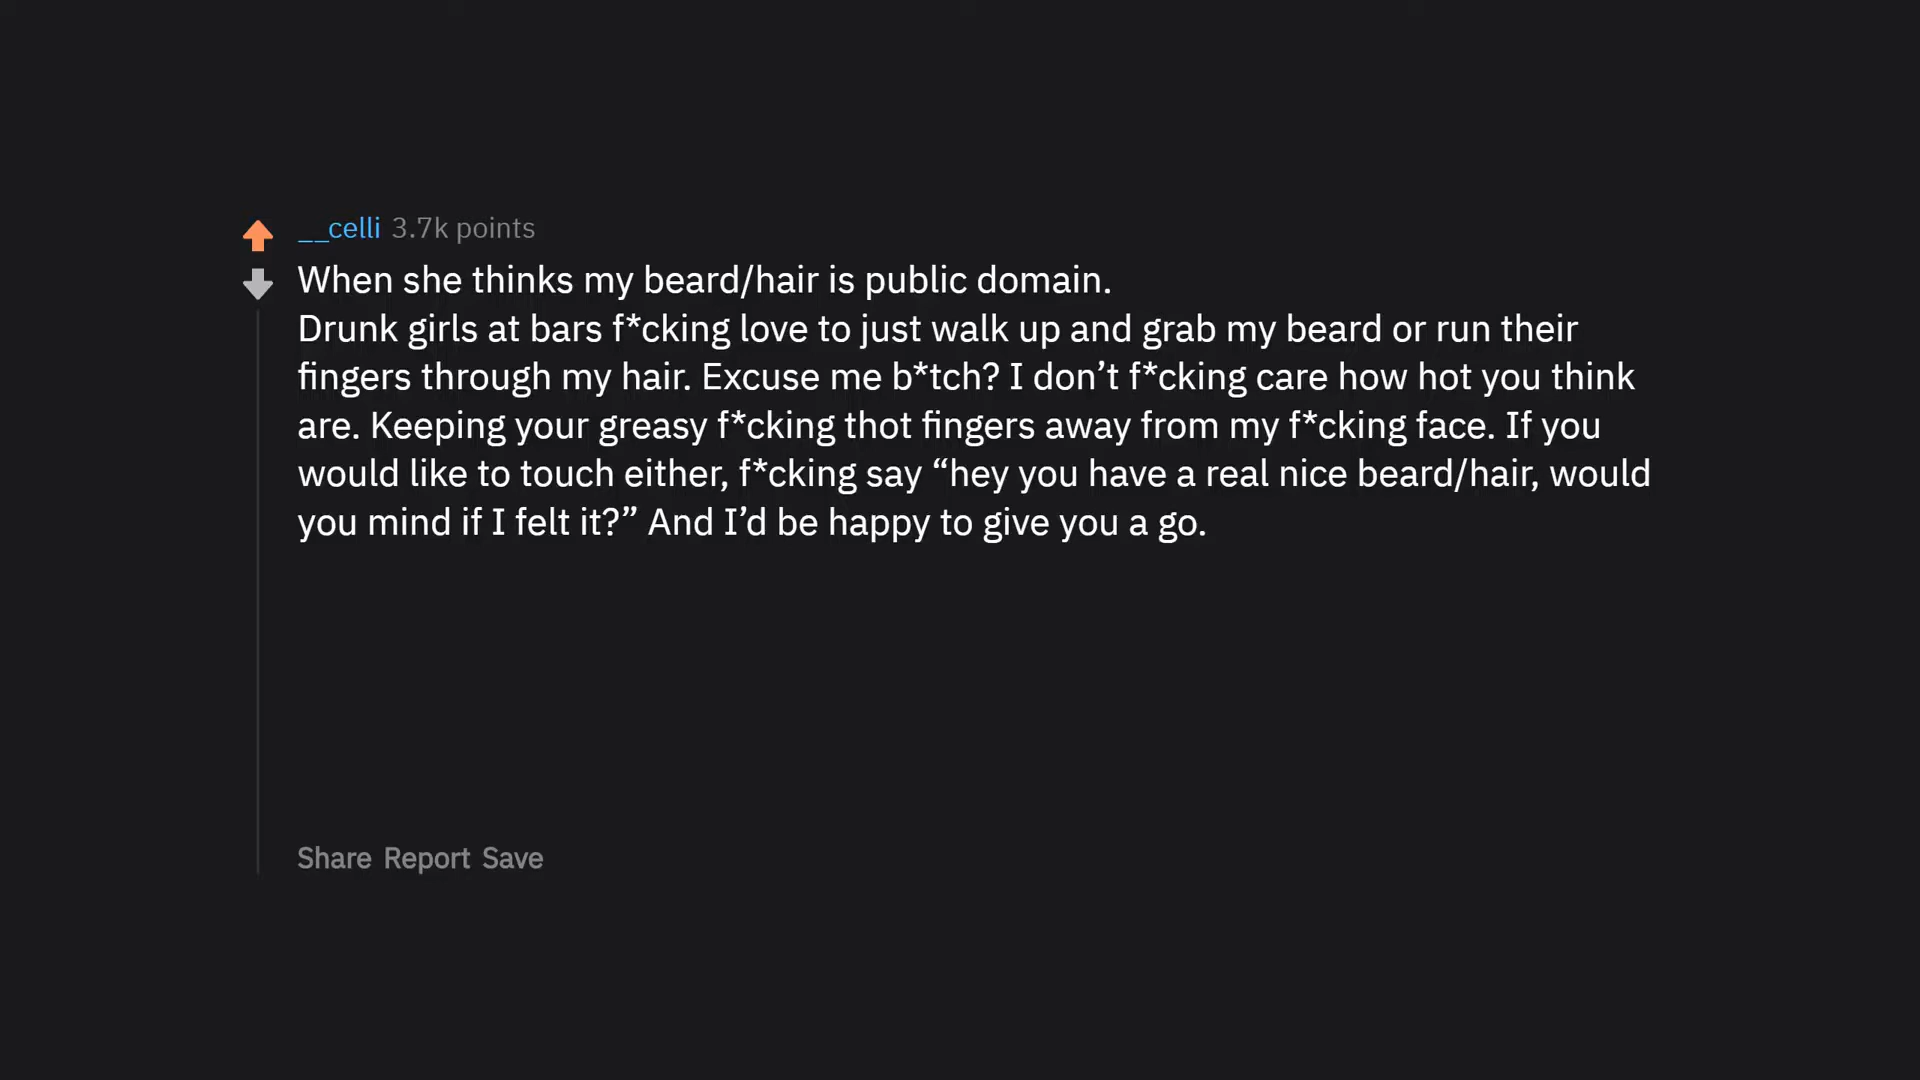 __celli 3.7k points
When she thinks my beard/hair is public domain.
Drunk girls at bars f*cking love to just walk up and grab my beard or run their
fingers through my hair. Excuse me b*tch? I don’t f*cking care how hot you think
are. Keeping your greasy f*cking thot fingers away from my f*cking face. If you
would like to touch either, f*cking say “hey you have a real nice beard/hair, would
you mind if I felt it?” And I’d be happy to give you a go.
Share Report Save